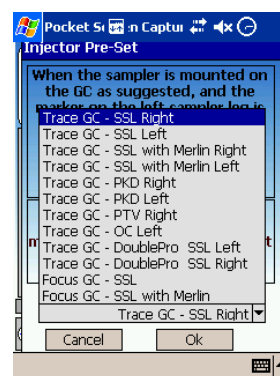 Pocket Sc n Captur
Injector Pre-Set
When the sampler is mounted on
the GC as suggested, and the
marker on the left sampler leg is
Trace GC - SSL Right
Trace GC - SSL Left
Trace GC - SSL with Merlin Right
Trace GC - SSL with Merlin Left
Trace GC - PKD Right
Trace GC - PKD Left
Trace GC - PTV Right
Trace GC - OC Left
Trace GC - DoublePro SSL Left
Trace GC - DoublePro SSL Right
Focus GC - SSL
Focus GC - SSL with Merlin
Trace GC - SSL Right
Cancel Ok